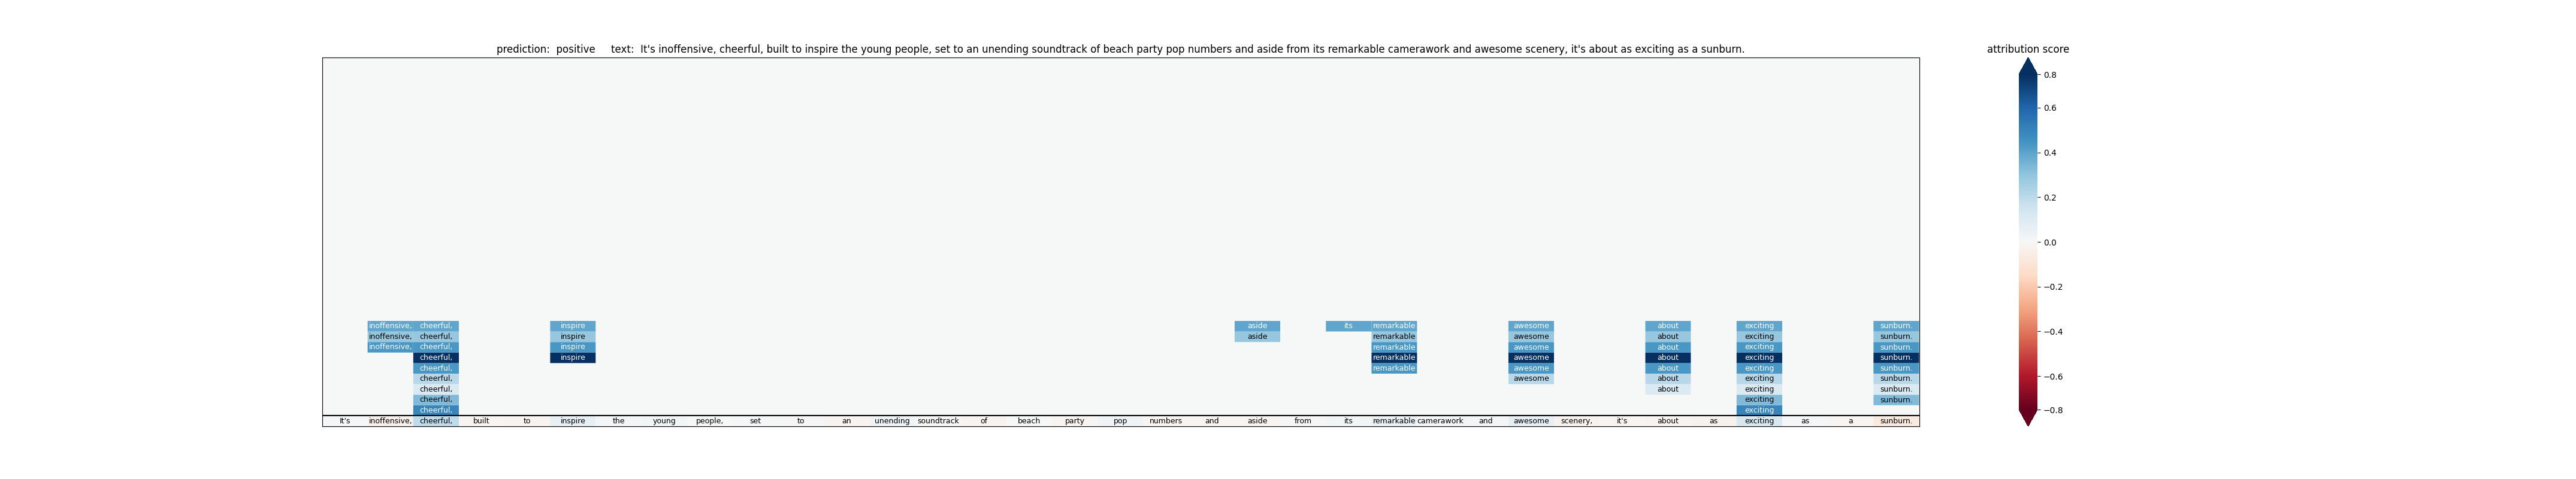 prediction:  positive     text:  It's inoffensive, cheerful, built to inspire the young people, set to an unending soundtrack of beach party pop numbers and aside from its remarkable camerawork and awesome scenery, it's about as exciting as a sunburn.
attribution score
0.8
0.6
0.4
0.2
0.0
−0.2
−0.4
−0.6
−0.8
inoffensive, cheerful, inspire aside its remarkable awesome about exciting sunburn.
inoffensive, cheerful, inspire aside remarkable awesome about exciting sunburn.
inoffensive, cheerful, inspire remarkable awesome about exciting sunburn.
cheerful, inspire remarkable awesome about exciting sunburn.
cheerful, remarkable awesome about exciting sunburn.
cheerful, awesome about exciting sunburn.
cheerful, about exciting sunburn.
cheerful, exciting sunburn.
cheerful, exciting
It's inoffensive, cheerful, built to inspire the young people, set to an unending soundtrack of beach party pop numbers and aside from its remarkable camerawork and awesome scenery, it's about as exciting as a sunburn.